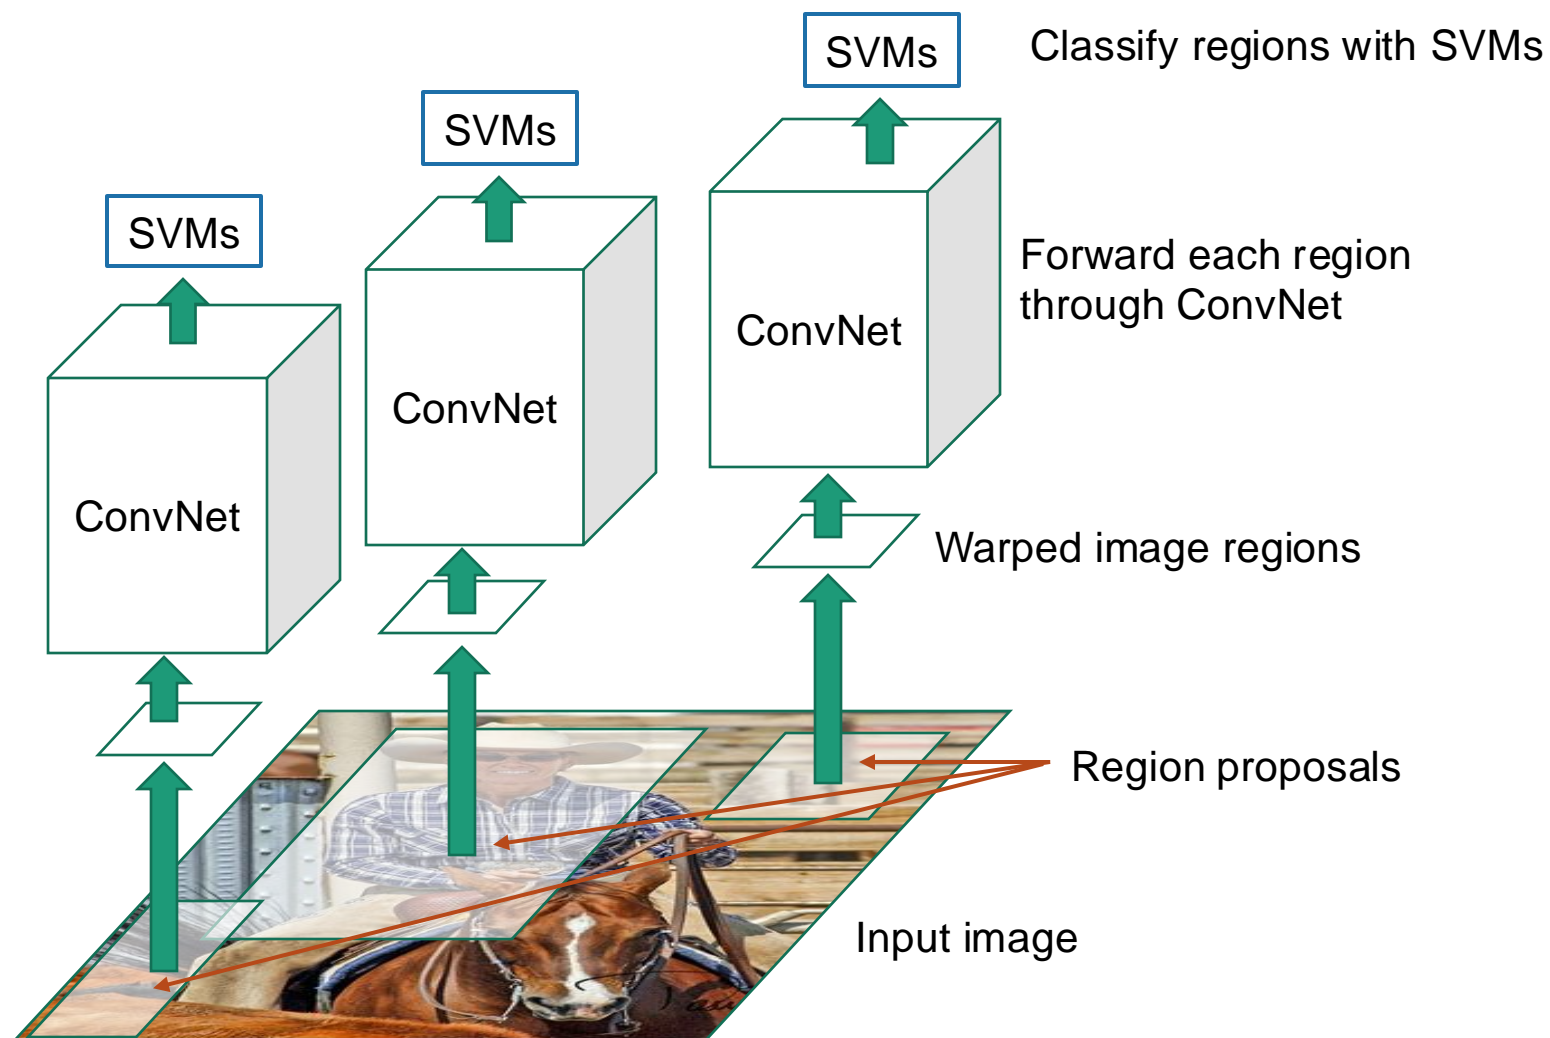 SVMs
Classify regions with SVMs
SVMs
SVMs
Forward each region
through ConvNet
ConvNet
ConvNet
ConvNet
Warped image regions
Region proposals
Input image